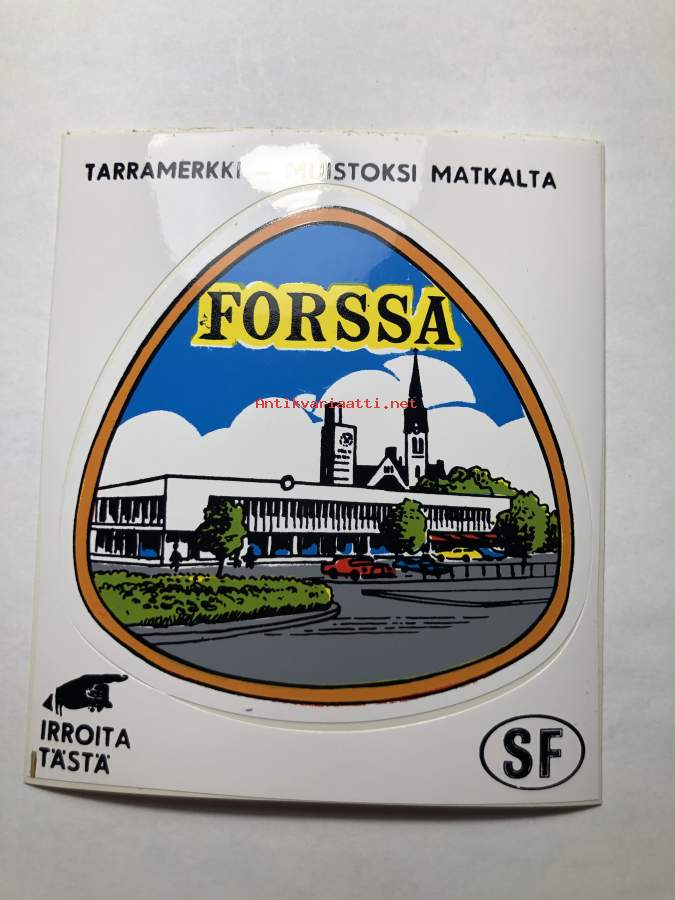 TARRAMERKKI - MUISTOKSI MATKALTA
FORSSA
Antikvariaatti.net
IRROITA
TÄSTÄ
SF